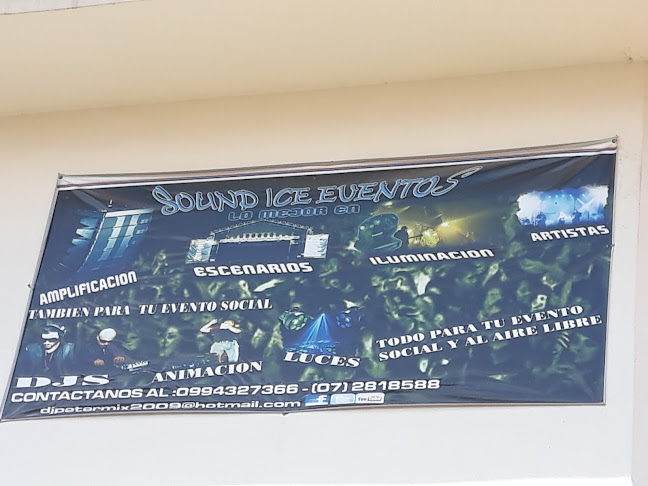 SOUND ICE EVENTOS
LO MEJOR EN
AMPLIFICACION
ESCENARIOS
ILUMINACION
ARTISTAS
TAMBIEN PARA TU EVENTO SOCIAL
DJS
ANIMACION
LUCES
TODO PARA TU EVENTO
SOCIAL Y AL AIRE LIBRE
CONTACTANOS AL :0994327366 - (07) 2818588
djpetermix2009@hotmail.com
f
YouTube